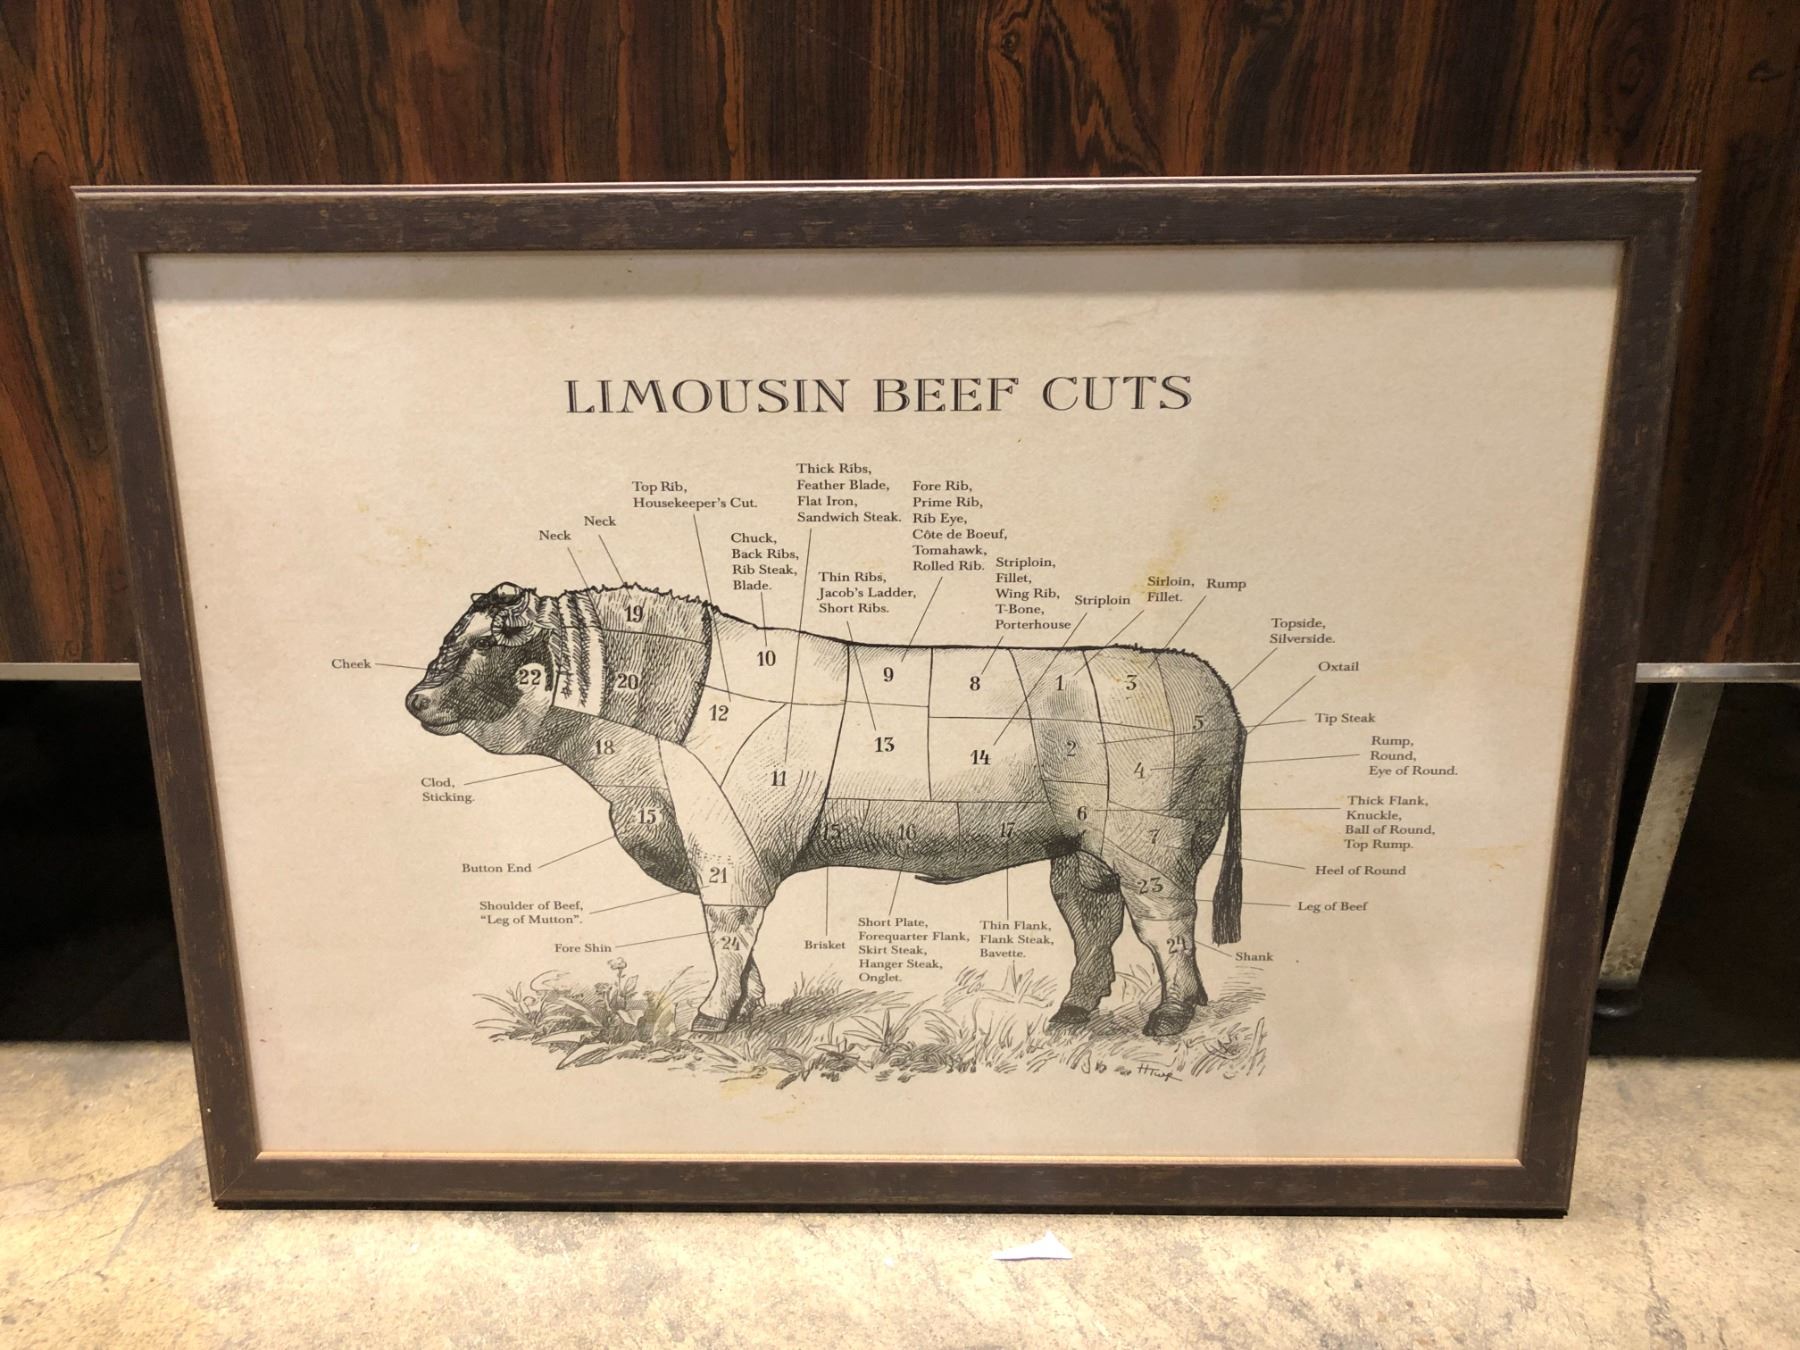 LIMOUSIN BEEF CUTS
Thick Ribs,
Feather Blade,
Flat Iron,
Sandwich Steak.
Top Rib,
Housekeeper's Cut.
Fore Rib,
Prime Rib,
Rib Eye,
Côte de Boeuf,
Tomahawk,
Rolled Rib.
Neck
Neck
Chuck,
Back Ribs,
Rib Steak,
Blade.
Thin Ribs,
Jacob's Ladder,
Short Ribs.
Striploin,
Fillet,
Wing Rib,
T-Bone,
Porterhouse
Striploin
Sirloin,
Fillet.
Rump
Topside,
Silverside.
Oxtail
Cheek
Tip Steak
Rump,
Round,
Eye of Round.
Thick Flank,
Knuckle,
Ball of Round,
Top Rump.
Heel of Round
Leg of Beef
Shank
Clod,
Sticking.
Button End
Shoulder of Beef,
"Leg of Mutton".
Fore Shin
Brisket
Short Plate,
Forequarter Flank,
Skirt Steak,
Hanger Steak,
Onglet.
Thin Flank,
Flank Steak,
Bavette.
19
10
9
8
1
3
22
20
12
5
18
13
14
2
4
11
15
15
16
17
6
7
21
23
24
24